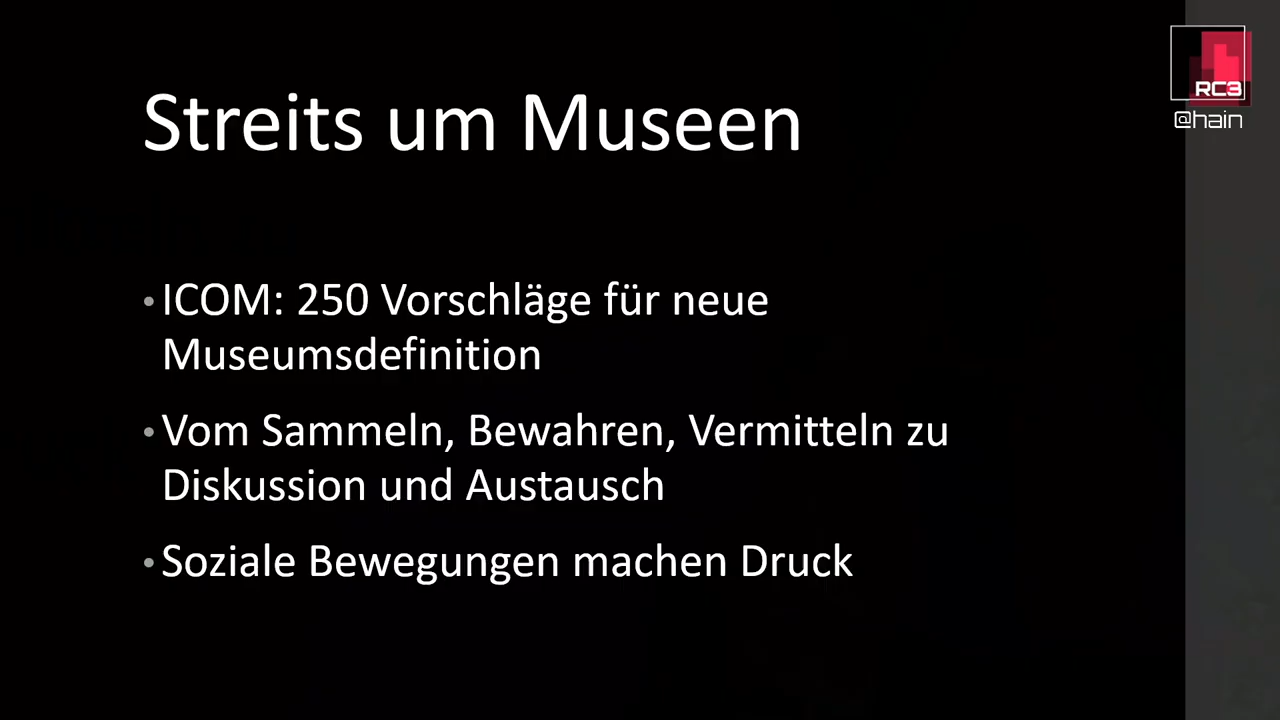 RC3
@hain
Streits um Museen
• ICOM: 250 Vorschläge für neue
Museumsdefinition
• Vom Sammeln, Bewahren, Vermitteln zu
Diskussion und Austausch
• Soziale Bewegungen machen Druck